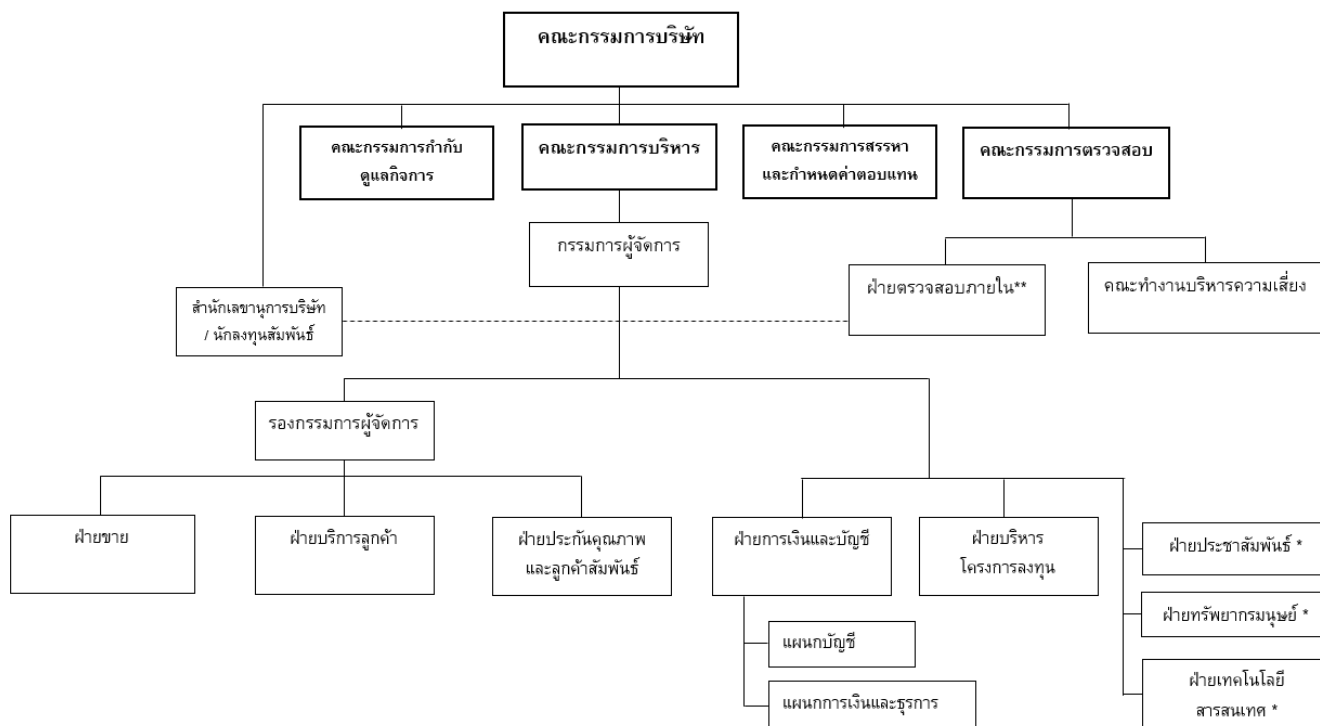 คณะกรรมการบริษัท
คณะกรรมการกำกับ
ดูแลกิจการ
คณะกรรมการบริหาร
คณะกรรมการสรรหา
และกำหนดค่าตอบแทน
คณะกรรมการตรวจสอบ
กรรมการผู้จัดการ
สำนักเลขานุการบริษัท
/ นักลงทุนสัมพันธ์
ฝ่ายตรวจสอบภายใน**
คณะทำงานบริหารความเสี่ยง
รองกรรมการผู้จัดการ
ฝ่ายขาย
ฝ่ายบริการลูกค้า
ฝ่ายประกันคุณภาพ
และลูกค้าสัมพันธ์
ฝ่ายการเงินและบัญชี
ฝ่ายบริหาร
โครงการลงทุน
ฝ่ายประชาสัมพันธ์ *
ฝ่ายทรัพยากรมนุษย์ *
ฝ่ายเทคโนโลยี
สารสนเทศ *
แผนกบัญชี
แผนกการเงินและธุรการ